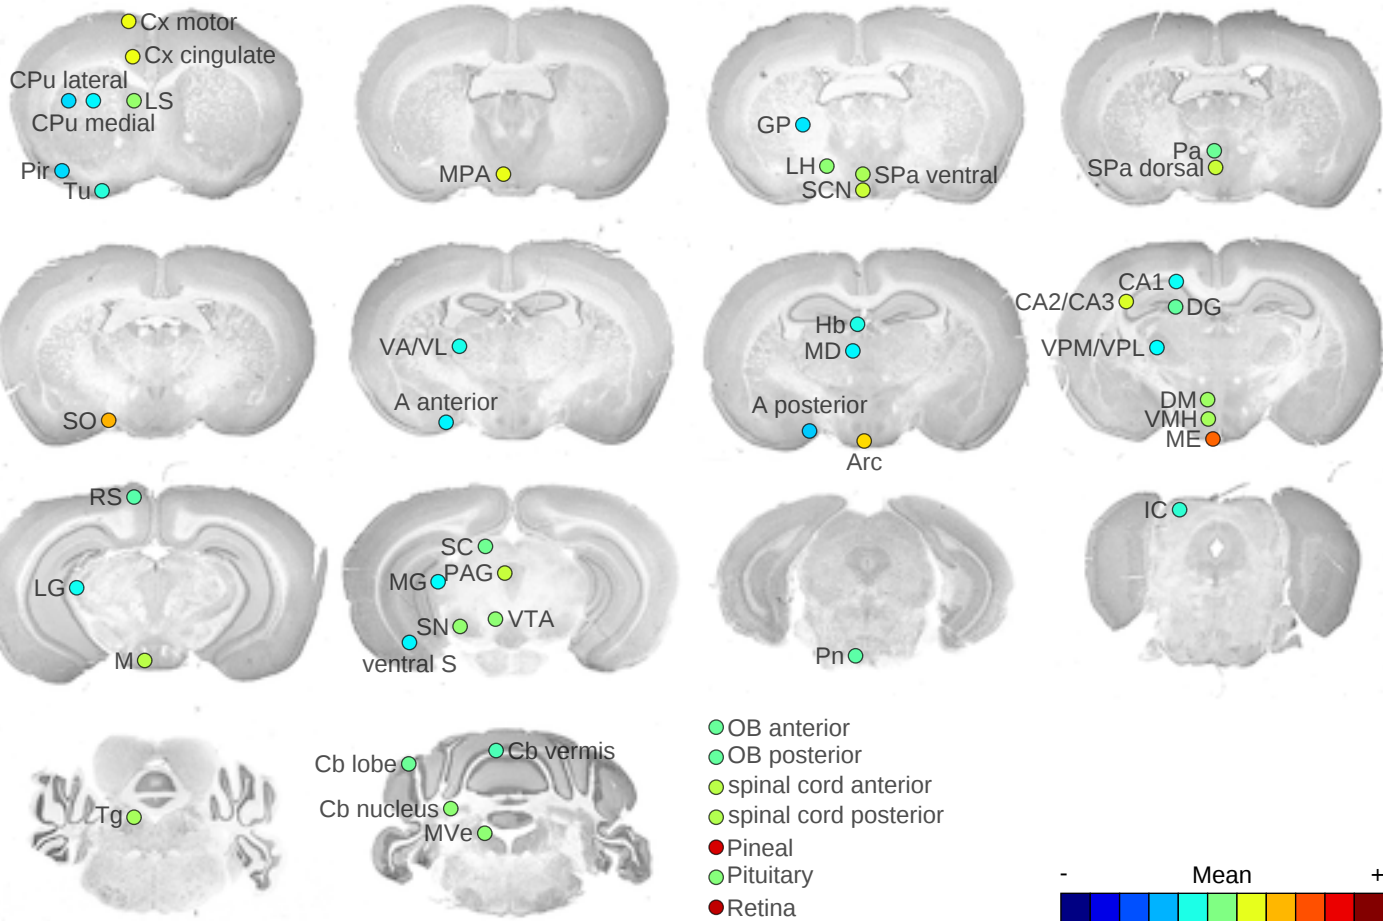 Cx motor
Cx cingulate
CPu lateral
LS
CPu medial
Pir
Tu
MPA
GP
LH
SPa ventral
SCN
Pa
SPa dorsal
SO
VA/VL
A anterior
Hb
MD
A posterior
Arc
CA1
CA2/CA3
DG
VPM/VPL
DM
VMH
ME
RS
LG
M
SC
MG
PAG
SN
VTA
ventral S
Pn
IC
Tg
Cb lobe
Cb vermis
Cb nucleus
MVe
OB anterior
OB posterior
spinal cord anterior
spinal cord posterior
Pineal
Pituitary
Retina
- Mean +